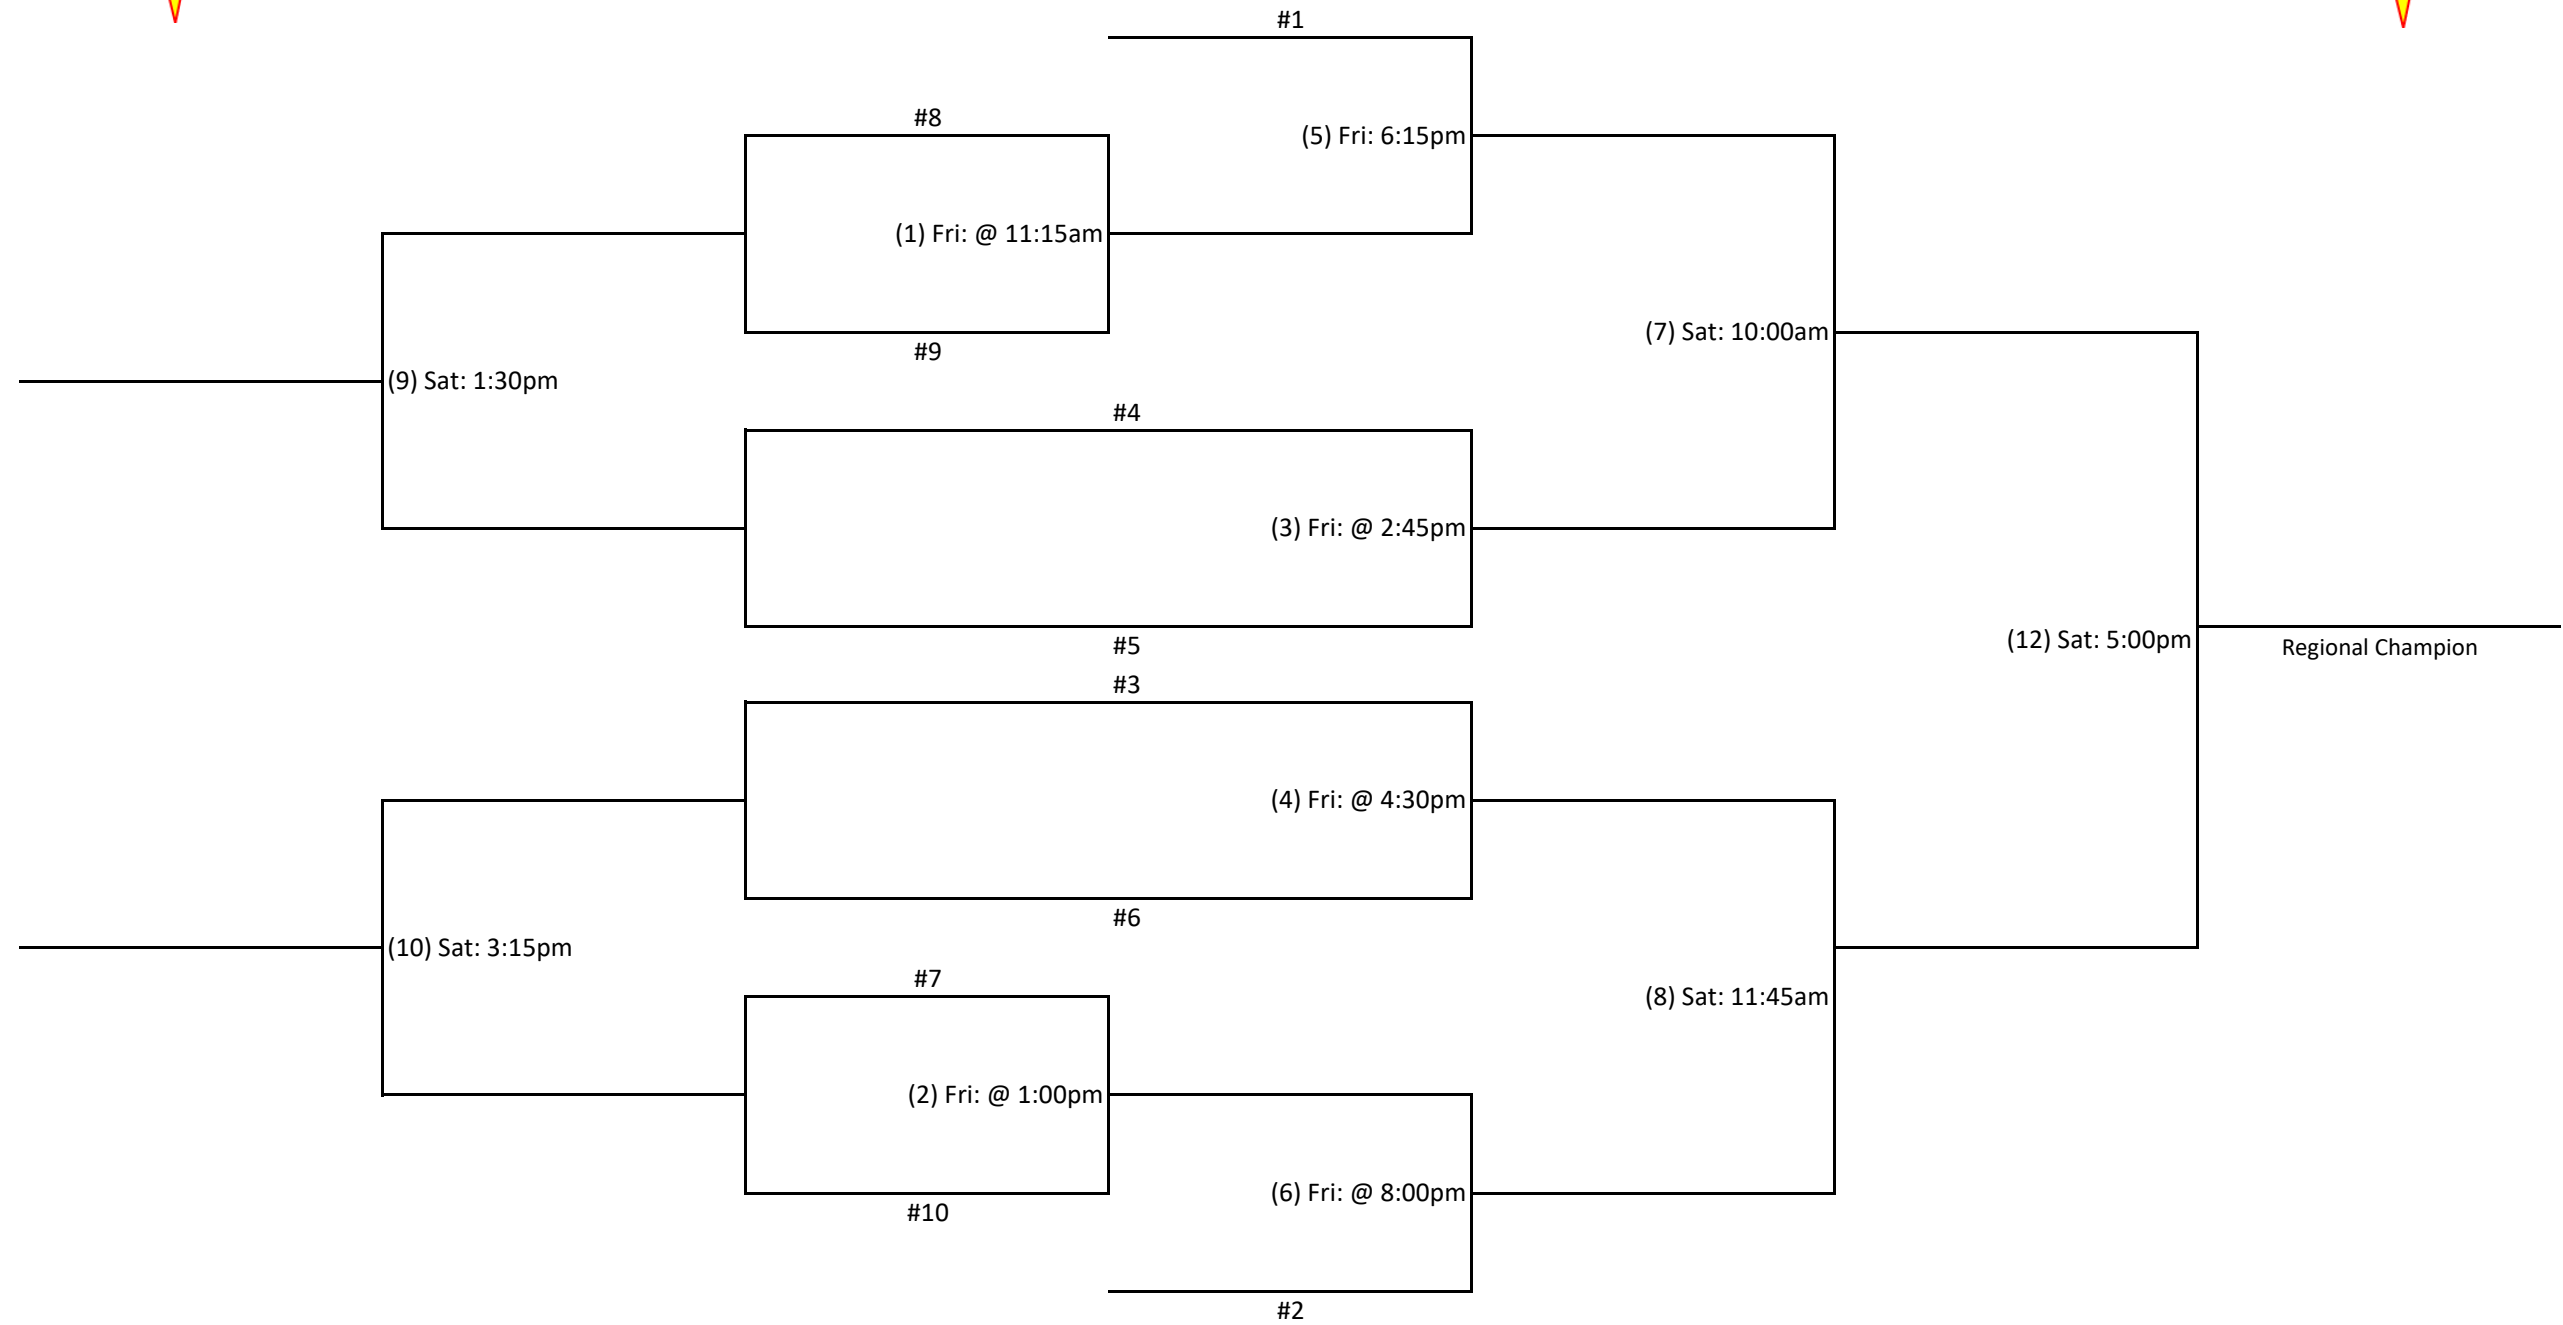 #1
#8
(5) Fri: 6:15pm
(1) Fri: @ 11:15am
(7) Sat: 10:00am
#9
(9) Sat: 1:30pm
#4
(3) Fri: @ 2:45pm
(12) Sat: 5:00pm
Regional Champion
#5
#3
(4) Fri: @ 4:30pm
#6
(10) Sat: 3:15pm
#7
(8) Sat: 11:45am
(2) Fri: @ 1:00pm
(6) Fri: @ 8:00pm
#10
#2